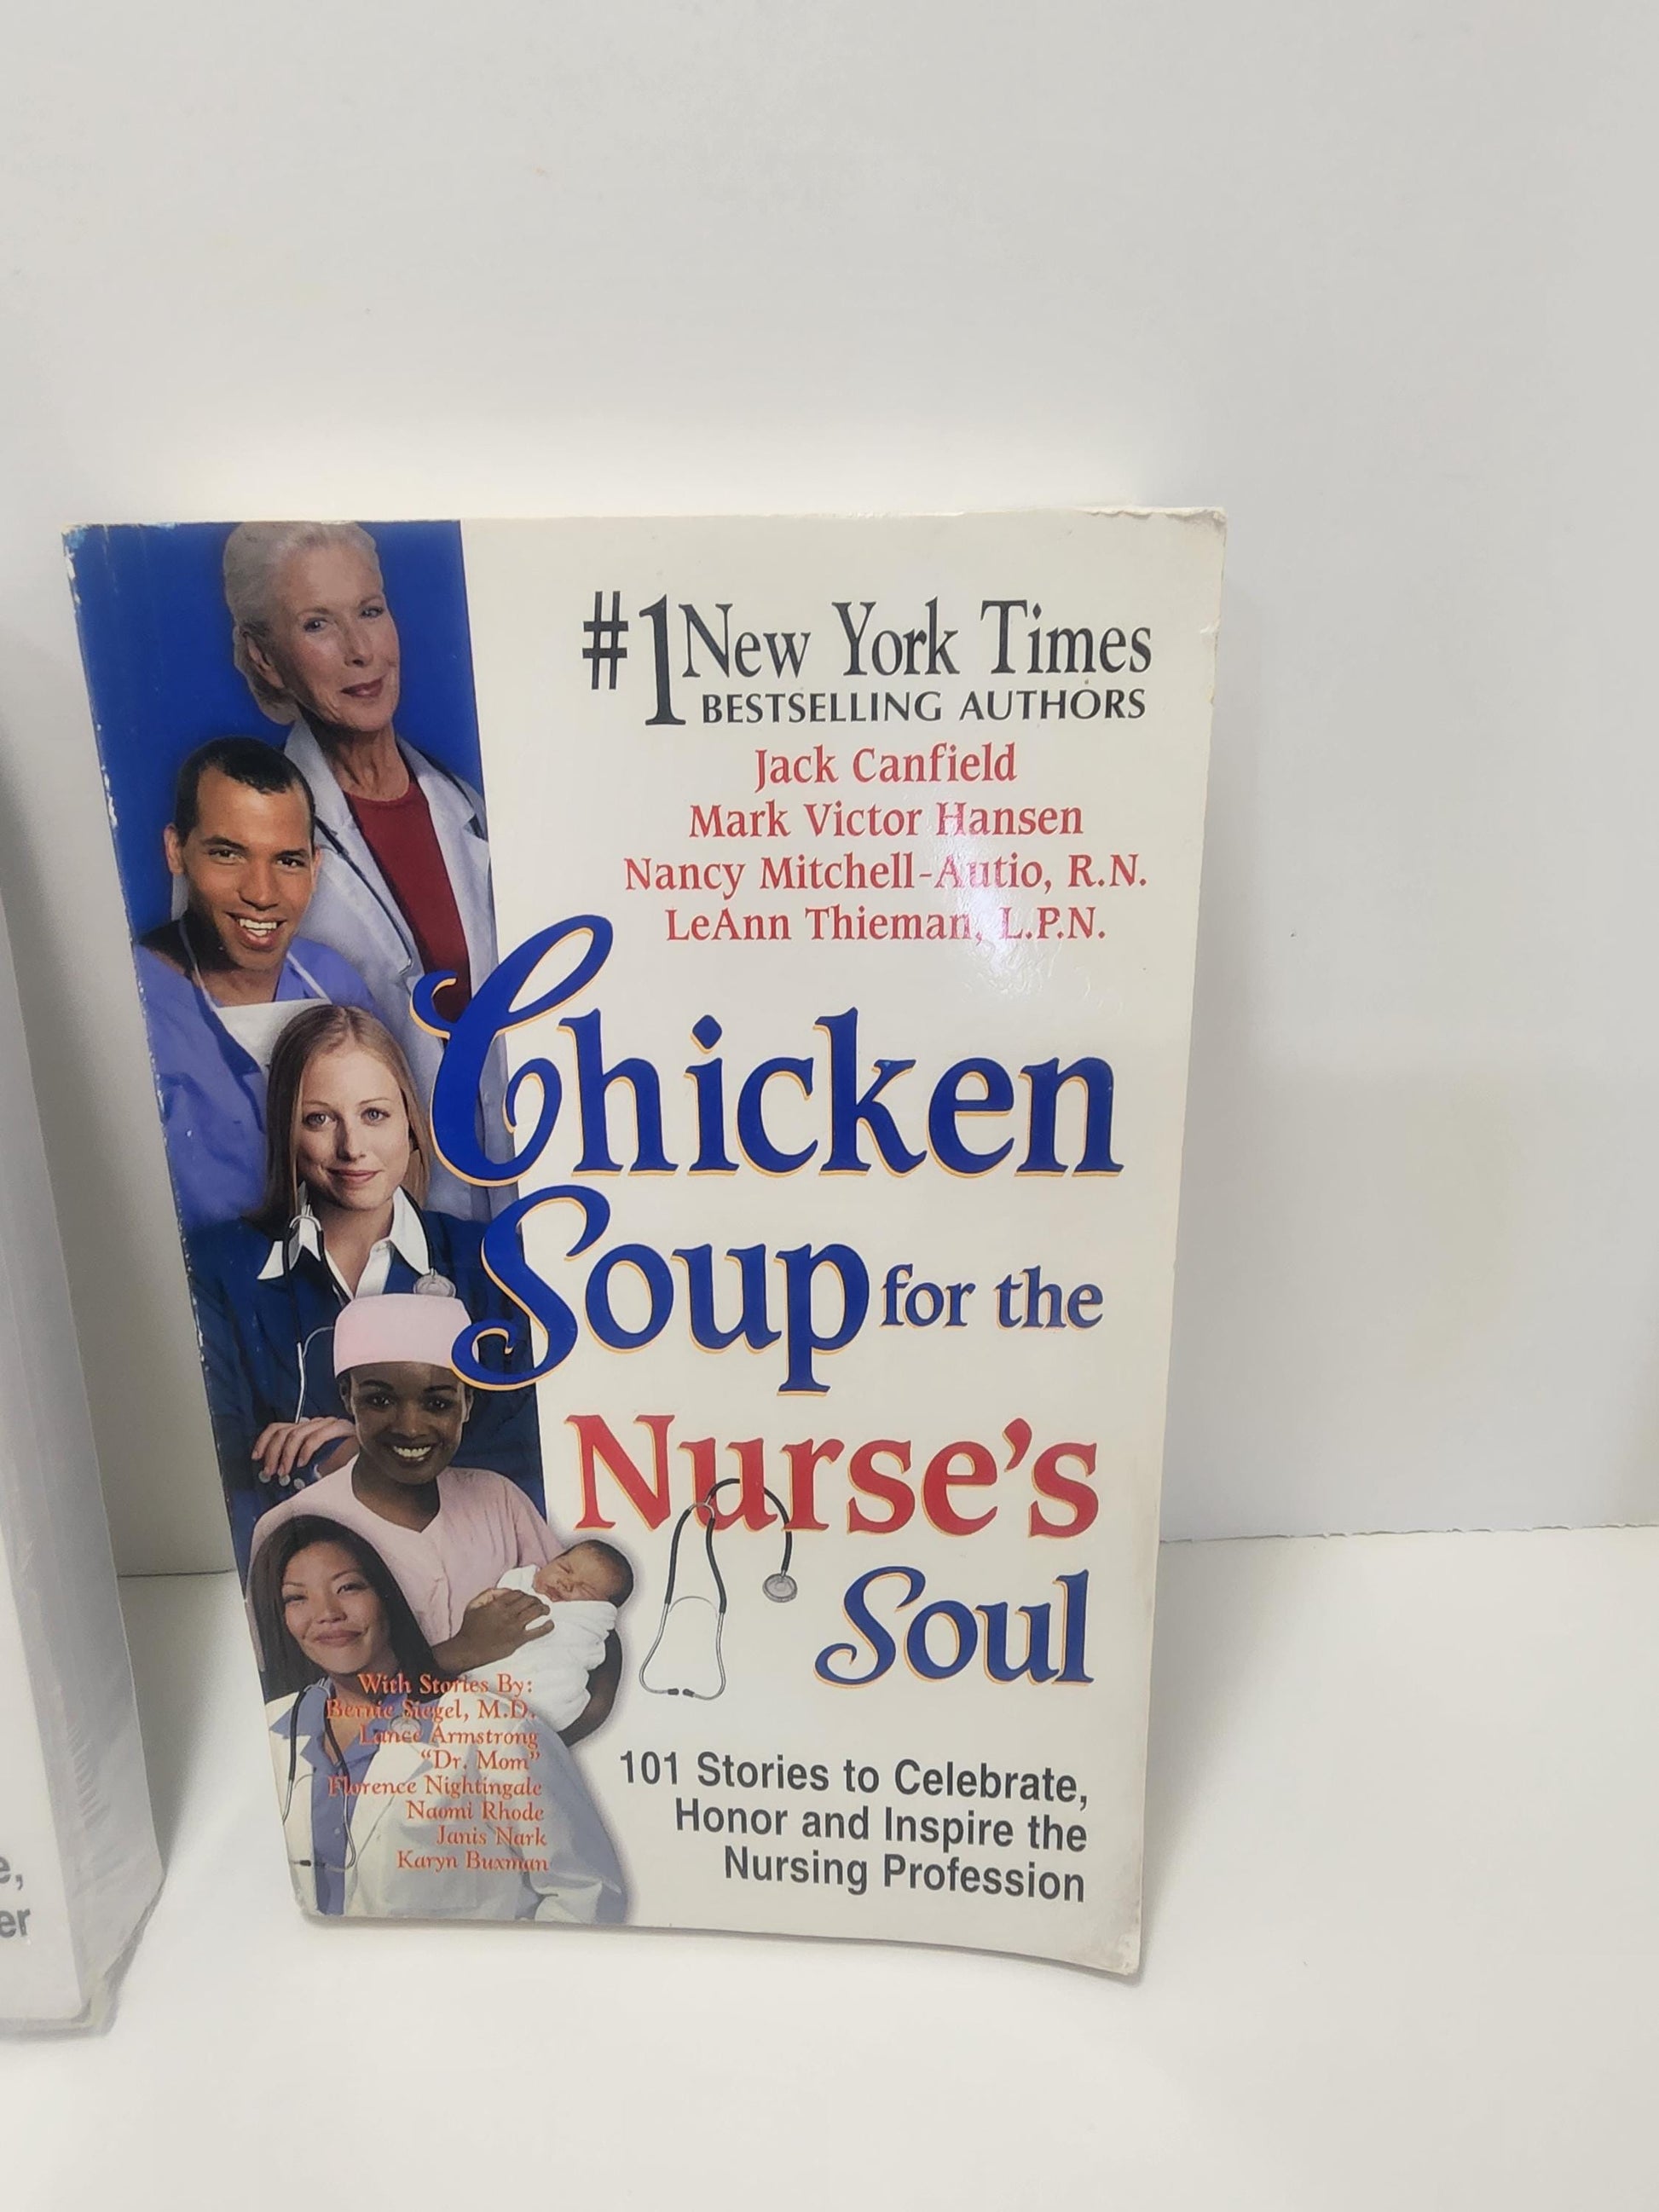 #1 New York Times
BESTSELLING AUTHORS
Jack Canfield
Mark Victor Hansen
Nancy Mitchell-Autio, R.N.
LeAnn Thieman, L.P.N.
Chicken
Soup for the
Nurse's
Soul
With Stories By:
Bernie Siegel, M.D.
Lance Armstrong
“Dr. Mom”
Florence Nightingale
Naomi Rhode
Janis Nark
Karyn Buxman
101 Stories to Celebrate,
Honor and Inspire the
Nursing Profession
e,
er